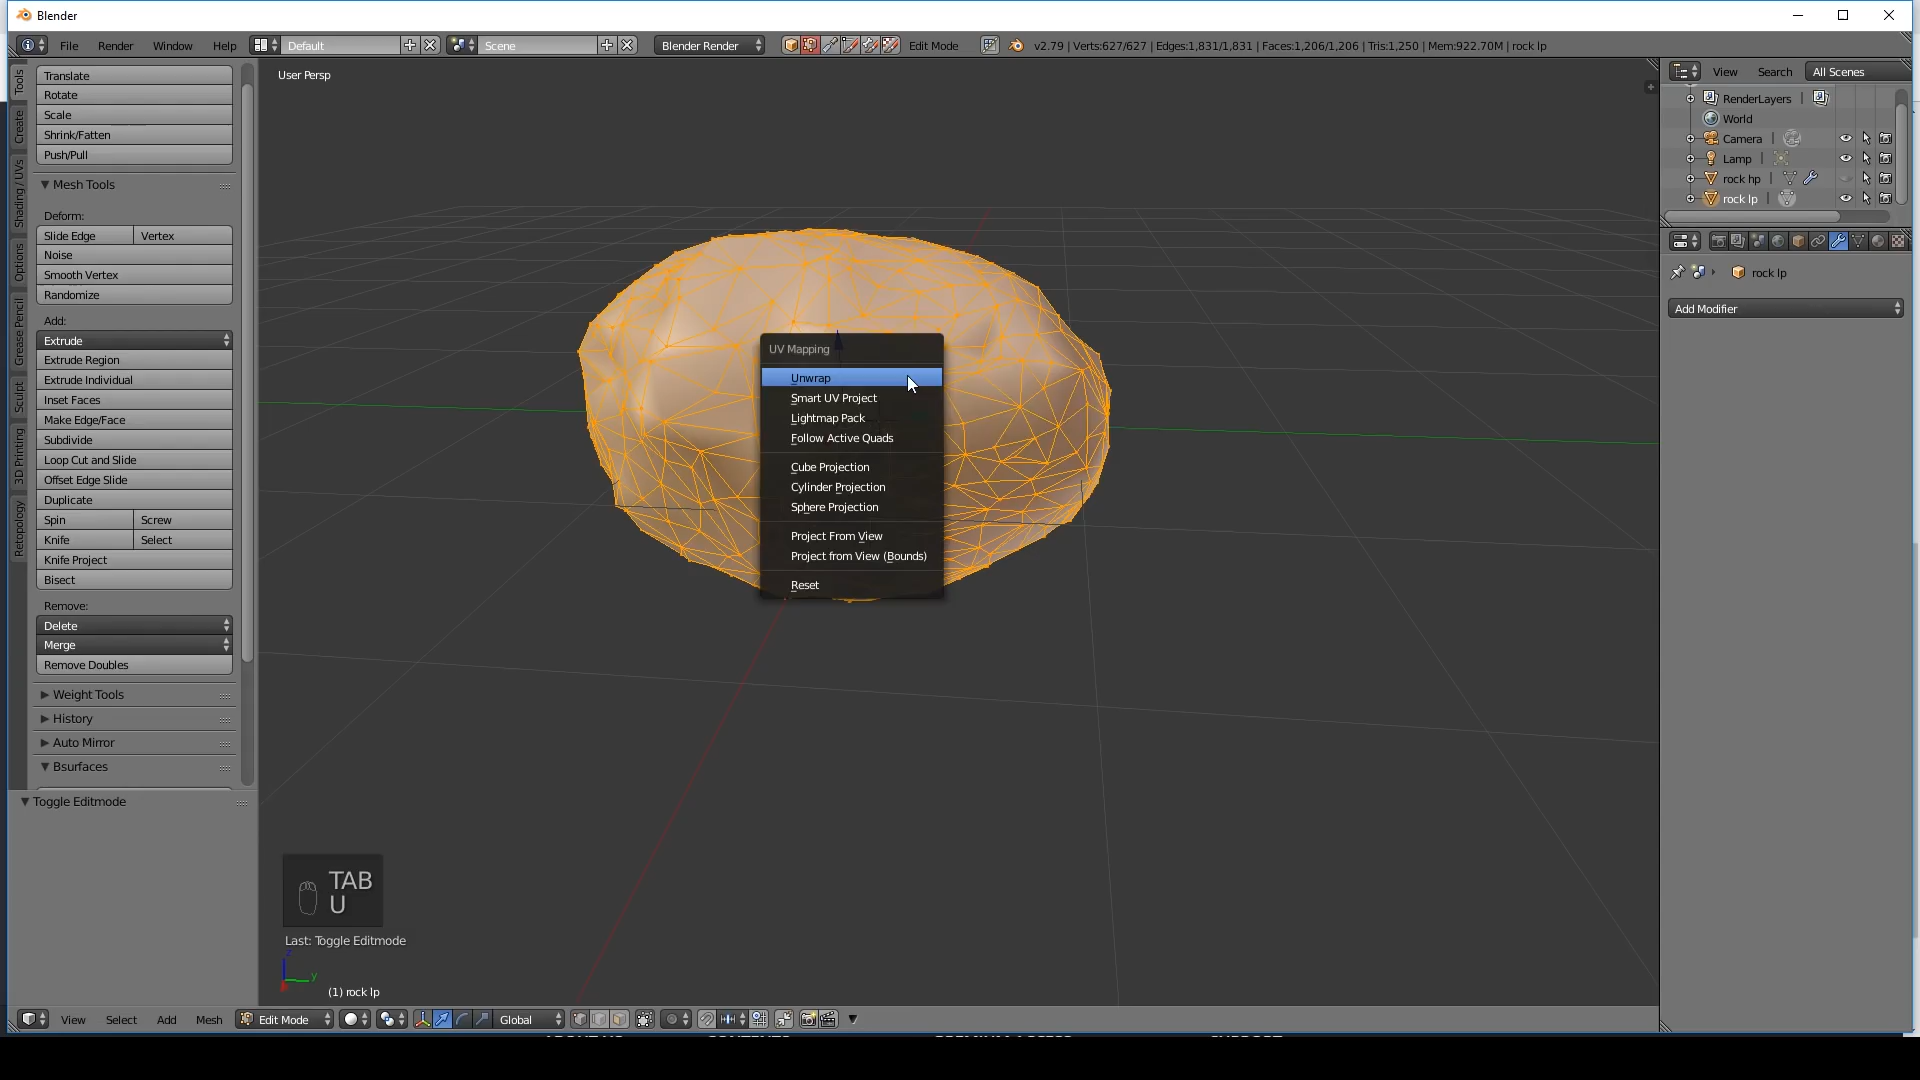 Blender
File Render Window Help Default Scene Blender Render Edit Mode v2.79 | Verts:627/627 | Edges:1,831/1,831 | Faces:1,206/1,206 | Tris:1,250 | Mem:922.70M | rock lp
User Persp
Tools
Create
Shading / UVs
Options
Grease Pencil
Sculpt
3D Printing
Retopology
Translate
Rotate
Scale
Shrink/Fatten
Push/Pull
Mesh Tools
Deform:
Slide Edge Vertex
Noise
Smooth Vertex
Randomize
Add:
Extrude
Extrude Region
Extrude Individual
Inset Faces
Make Edge/Face
Subdivide
Loop Cut and Slide
Offset Edge Slide
Duplicate
Spin Screw
Knife Select
Knife Project
Bisect
Remove:
Delete
Merge
Remove Doubles
Weight Tools
History
Auto Mirror
Bsurfaces
Toggle Editmode
UV Mapping
Unwrap
Smart UV Project
Lightmap Pack
Follow Active Quads
Cube Projection
Cylinder Projection
Sphere Projection
Project From View
Project from View (Bounds)
Reset
TAB
U
Last: Toggle Editmode
z
y
(1) rock lp
View Select Add Mesh Edit Mode Global
View Search All Scenes
RenderLayers
World
Camera
Lamp
rock hp
rock lp
rock lp
Add Modifier